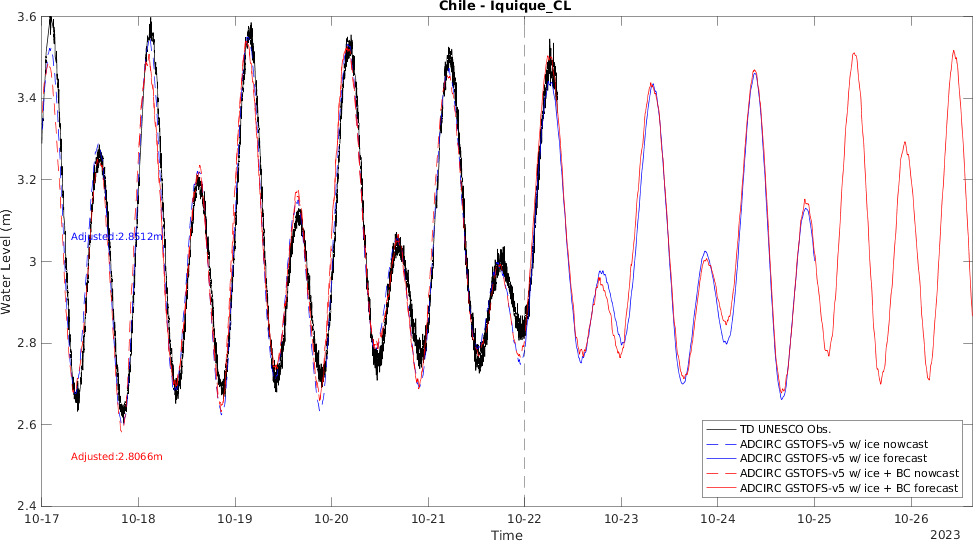 Chile - Iquique_CL
3.6
3.4
3.2
3
2.8
2.6
2.4
Water Level (m)
Adjusted:2.8512m
Adjusted:2.8066m
TD UNESCO Obs.
ADCIRC GSTOFS-v5 w/ ice nowcast
ADCIRC GSTOFS-v5 w/ ice forecast
ADCIRC GSTOFS-v5 w/ ice + BC nowcast
ADCIRC GSTOFS-v5 w/ ice + BC forecast
10-17 10-18 10-19 10-20 10-21 10-22 10-23 10-24 10-25 10-26
Time
2023